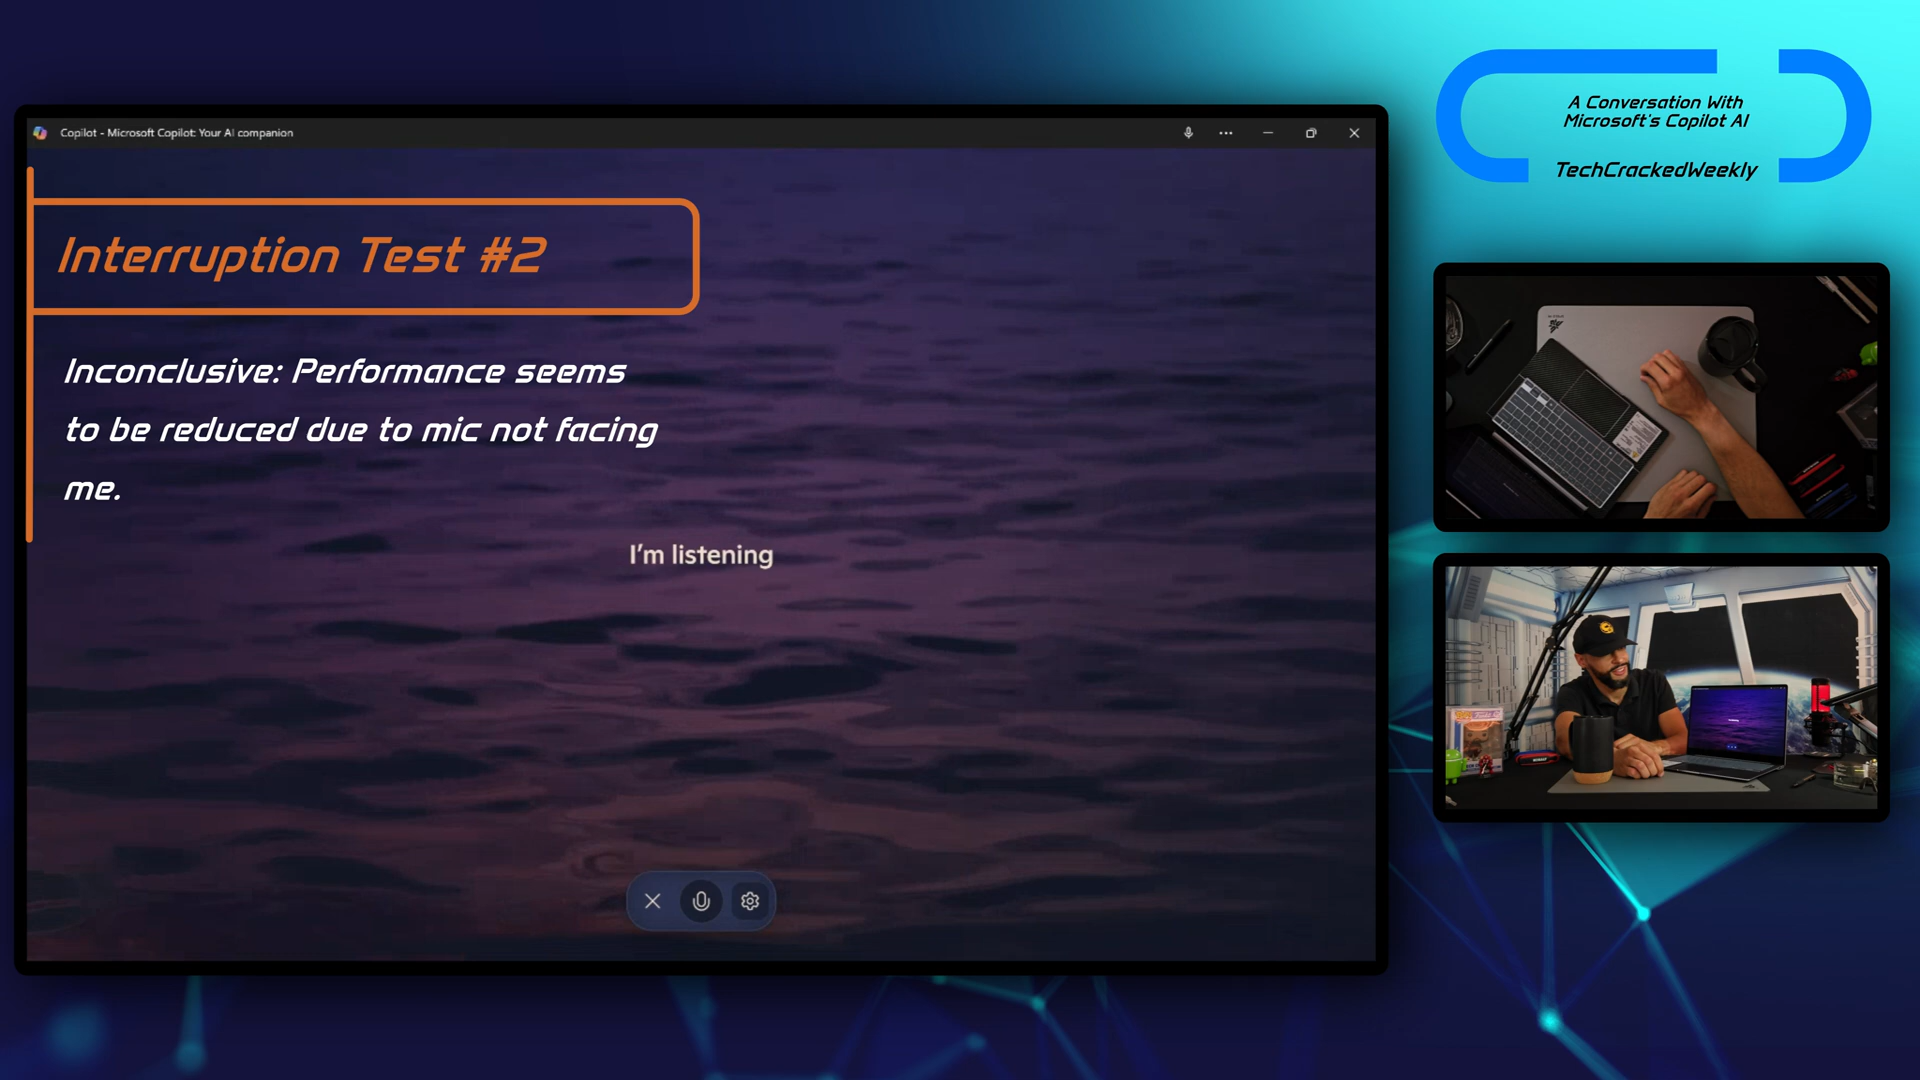 A Conversation With
Microsoft's Copilot AI
TechCrackedWeekly
Copilot - Microsoft Copilot: Your AI companion
Interruption Test #2
Inconclusive: Performance seems
to be reduced due to mic not facing
me.
I'm listening